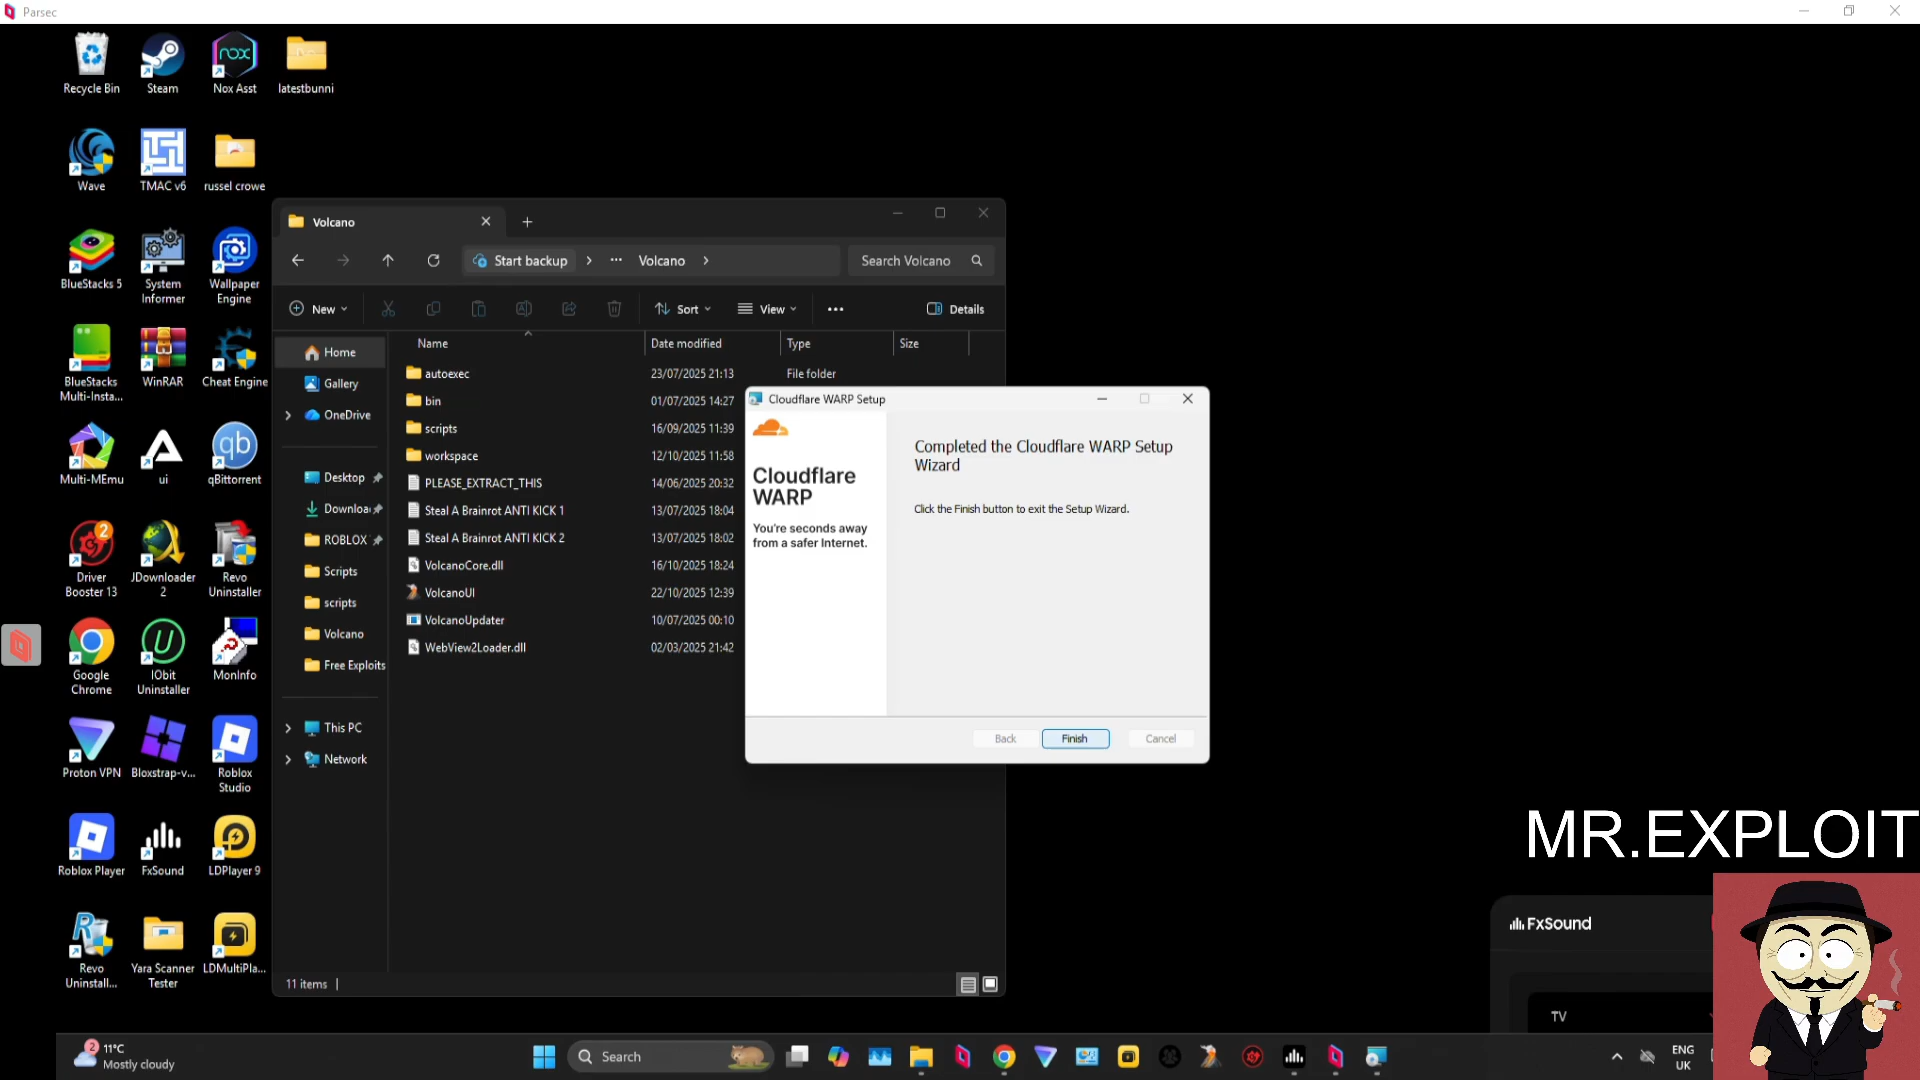 Parsec
Recycle Bin
Steam
Nox Asst
latestbunni
Wave
TMAC v6
russel crowe
BlueStacks 5
System
Informer
Wallpaper
Engine
BlueStacks
Multi-Insta...
WinRAR
Cheat Engine
Multi-MEmu
ui
qBittorrent
Driver
Booster 13
JDownloader
2
Revo
Uninstaller
Google
Chrome
IObit
Uninstaller
MonInfo
Proton VPN
Bloxstrap-v...
Roblox
Studio
Roblox Player
FxSound
LDPlayer 9
Revo
Uninstall...
Yara Scanner
Tester
LDMultiPla...
Volcano
Start backup
Volcano
Search Volcano
New
Sort
View
Details
Name
Date modified
Type
Size
Home
Gallery
OneDrive
Desktop
Downloa
ROBLOX
Scripts
scripts
Volcano
Free Exploits
This PC
Network
autoexec 23/07/2025 21:13 File folder
bin 01/07/2025 14:27
scripts 16/09/2025 11:39
workspace 12/10/2025 11:58
PLEASE_EXTRACT_THIS 14/06/2025 20:32
Steal A Brainrot ANTI KICK 1 13/07/2025 18:04
Steal A Brainrot ANTI KICK 2 13/07/2025 18:02
VolcanoCore.dll 16/10/2025 18:24
VolcanoUI 22/10/2025 12:39
VolcanoUpdater 10/07/2025 00:10
WebView2Loader.dll 02/03/2025 21:42
11 items
Cloudflare WARP Setup
Cloudflare
WARP
You're seconds away
from a safer Internet.
Completed the Cloudflare WARP Setup
Wizard
Click the Finish button to exit the Setup Wizard.
Back
Finish
Cancel
MR.EXPLOIT
FxSound
TV
2
11°C
Mostly cloudy
Search
ENG
UK